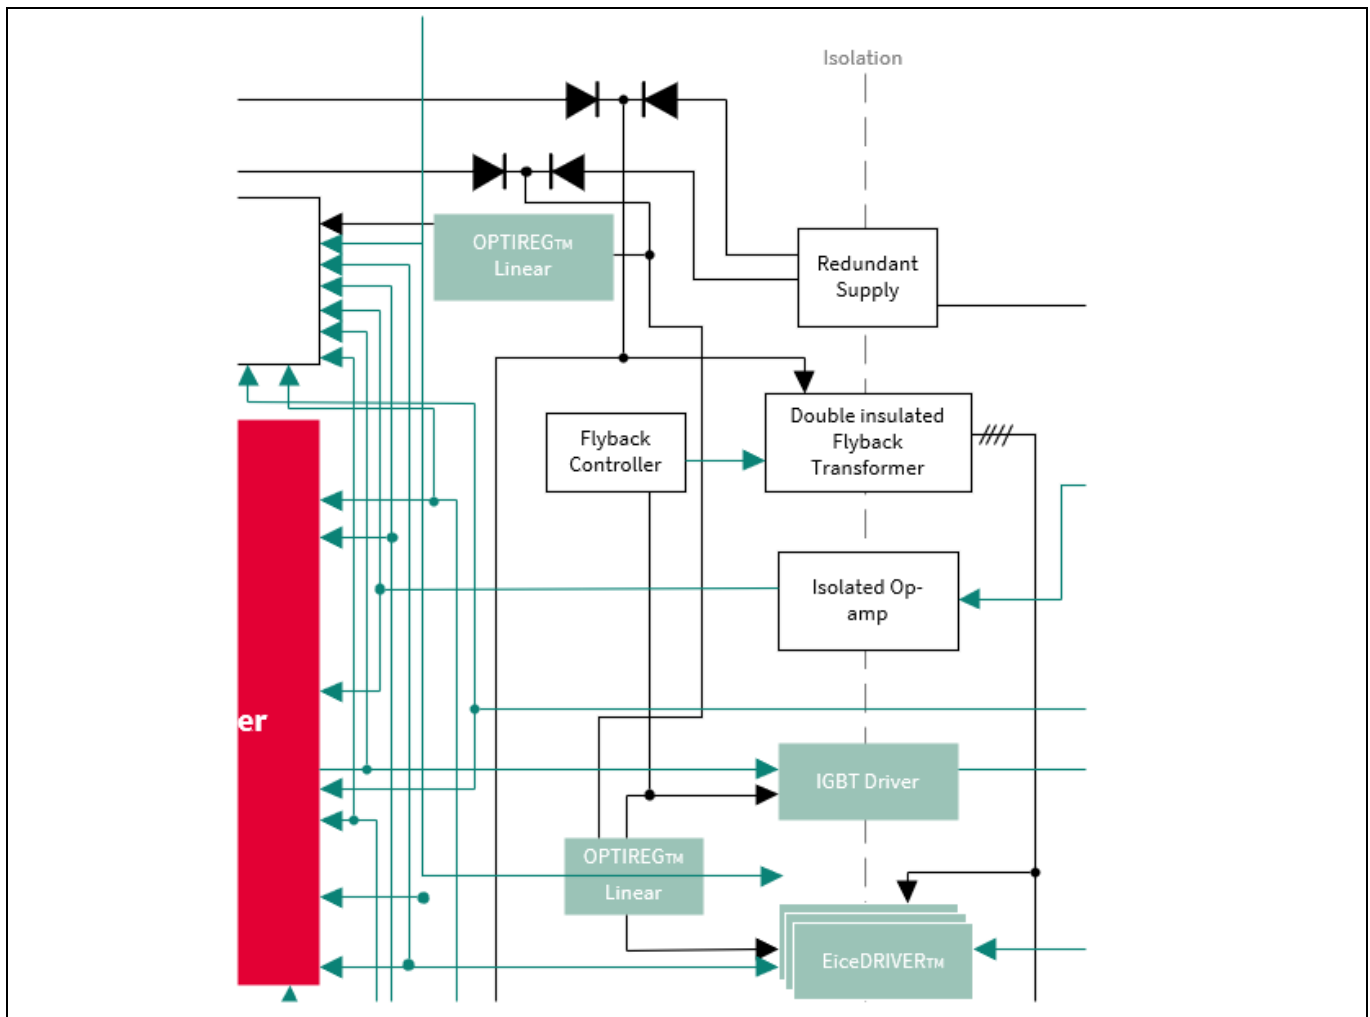 Isolation
OPTIREG™
Linear
Redundant
Supply
Double insulated
Flyback
Transformer
Flyback
Controller
Isolated Op-
amp
er
IGBT Driver
OPTIREG™
Linear
EiceDRIVER™